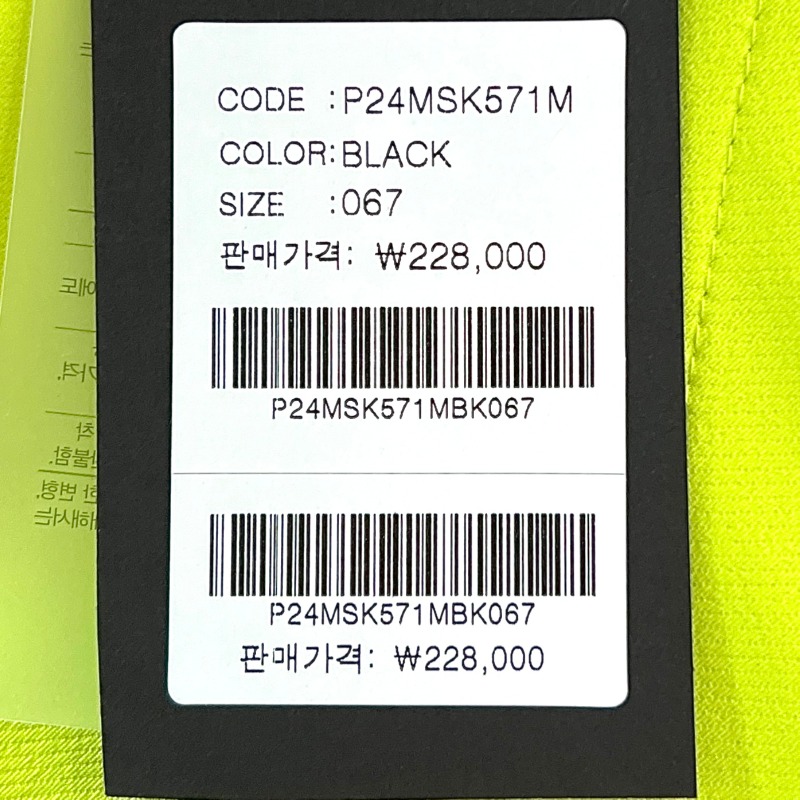 CODE :P24MSK571M
COLOR:BLACK
SIZE :067
판매가격: ₩228,000
P24MSK571MBK067
P24MSK571MBK067
판매가격: ₩228,000